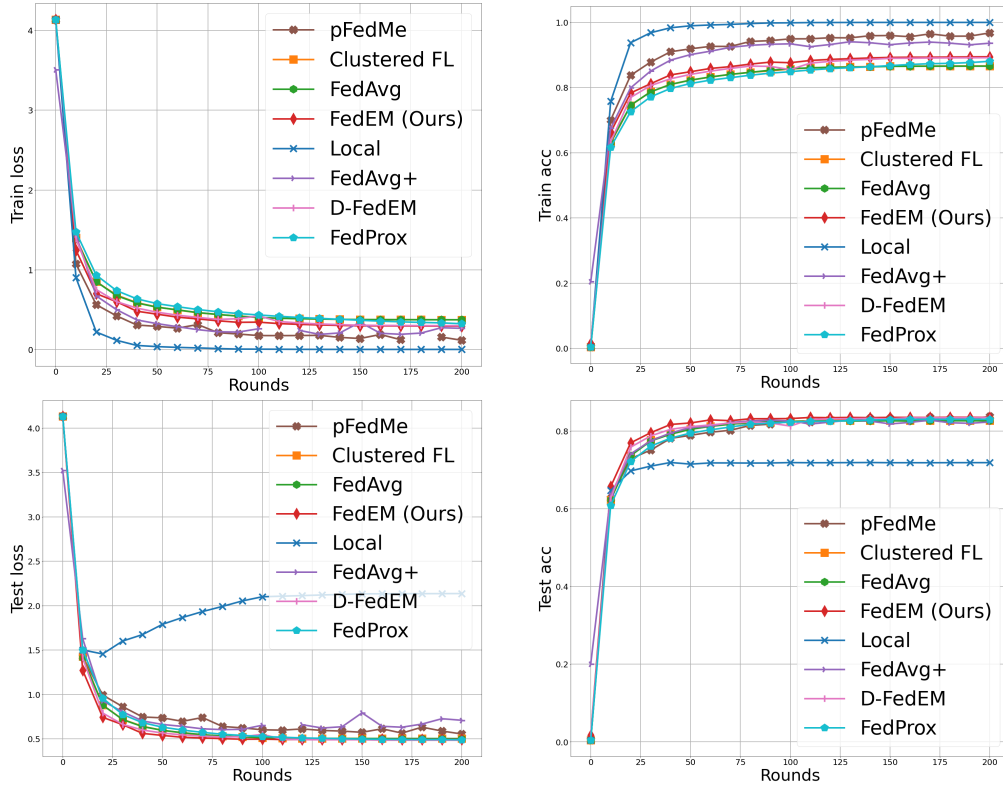 4
3
2
1
0
Train loss
0
25
50
75
100
125
150
175
200
Rounds
pFedMe
Clustered FL
FedAvg
FedEM (Ours)
Local
FedAvg+
D-FedEM
FedProx
1.0
0.8
0.6
0.4
0.2
0.0
Train acc
0
25
50
75
100
125
150
175
200
Rounds
pFedMe
Clustered FL
FedAvg
FedEM (Ours)
Local
FedAvg+
D-FedEM
FedProx
4.0
3.5
3.0
2.5
2.0
1.5
1.0
0.5
Test loss
0
25
50
75
100
125
150
175
200
Rounds
pFedMe
Clustered FL
FedAvg
FedEM (Ours)
Local
FedAvg+
D-FedEM
FedProx
0.8
0.6
0.4
0.2
0.0
Test acc
0
25
50
75
100
125
150
175
200
Rounds
pFedMe
Clustered FL
FedAvg
FedEM (Ours)
Local
FedAvg+
D-FedEM
FedProx